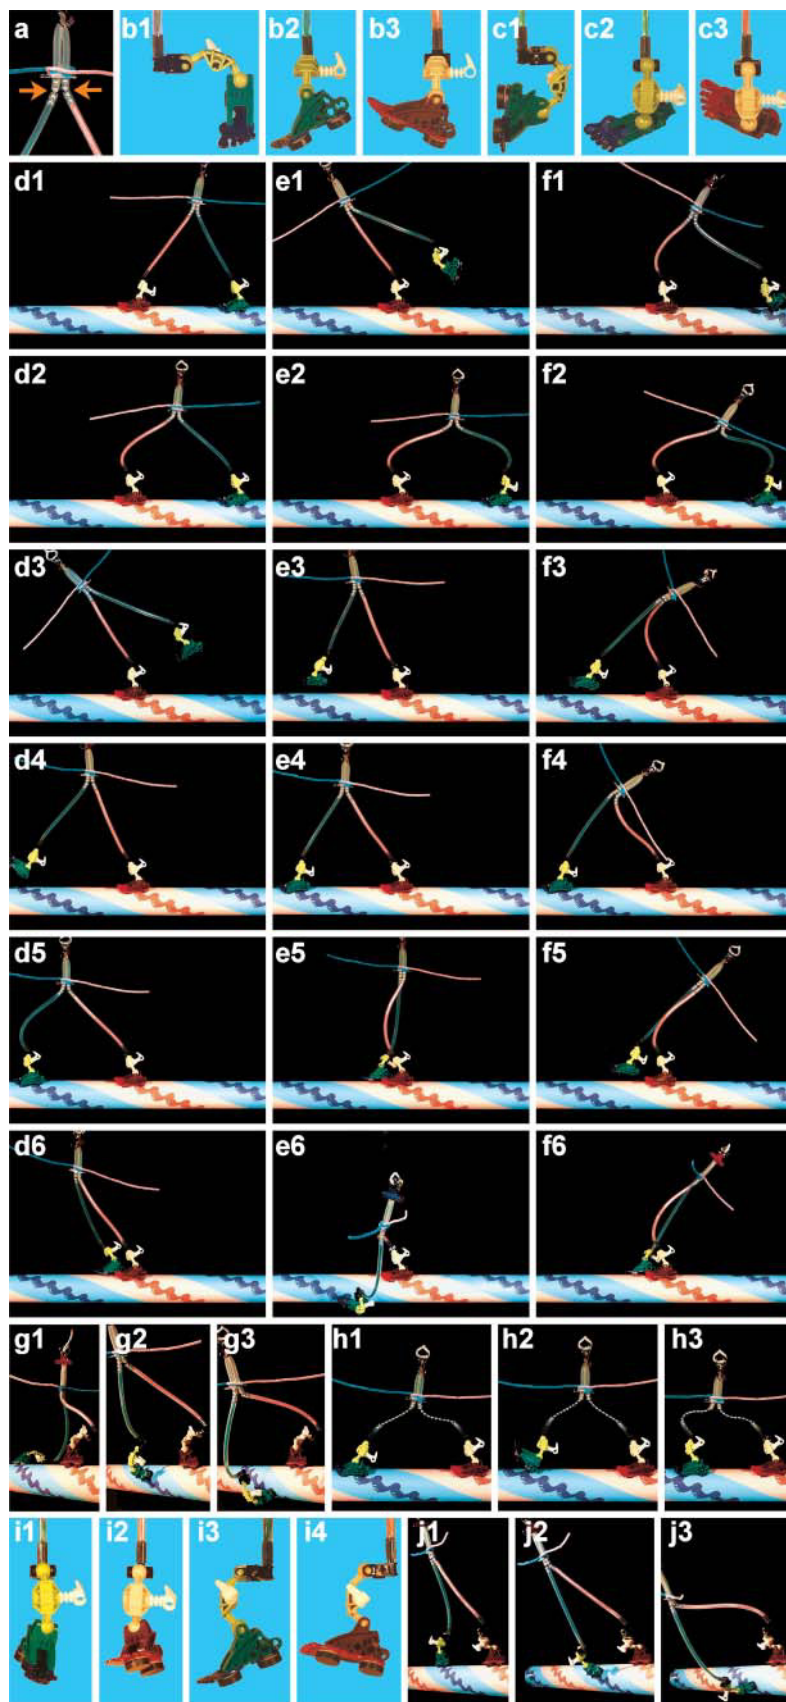 a b1 b2 b3 c1 c2 c3
d1 e1 f1
d2 e2 f2
d3 e3 f3
d4 e4 f4
d5 e5 f5
d6 e6 f6
g1 g2 g3 h1 h2 h3
i1 i2 i3 i4 j1 j2 j3